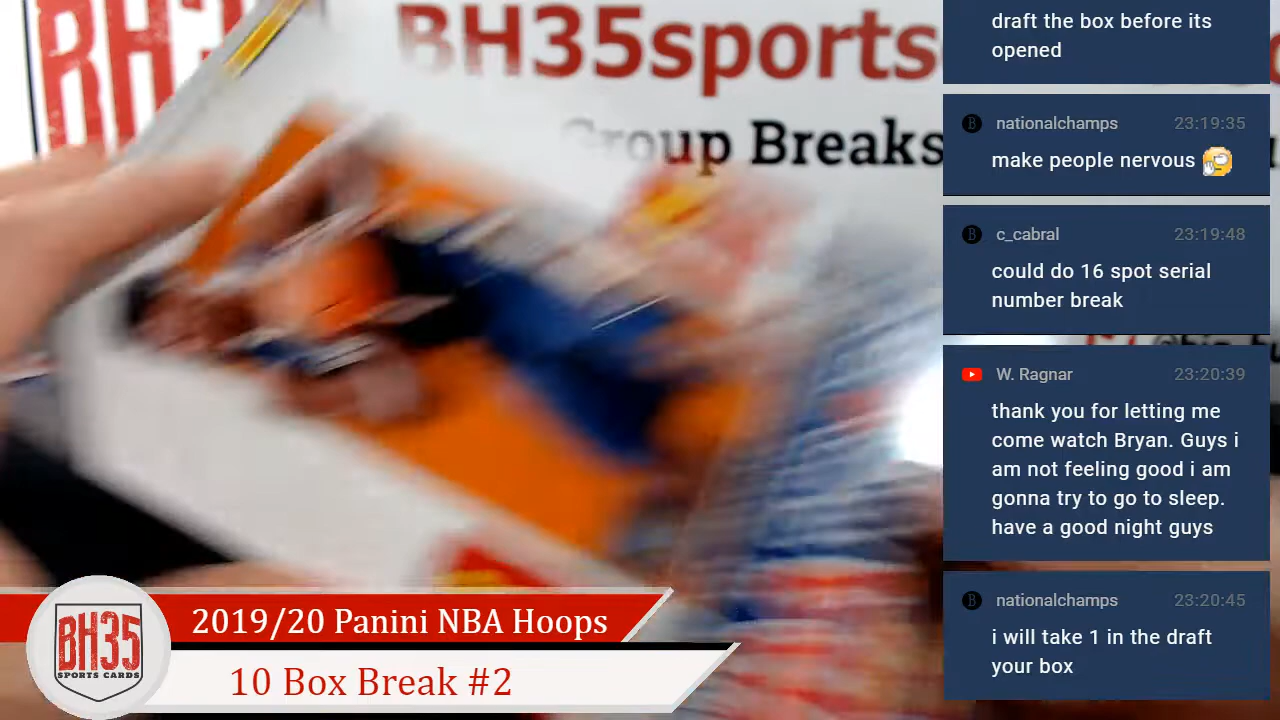 BH35sports
Group Breaks
draft the box before its
opened
nationalchamps 23:19:35
make people nervous
c_cabral 23:19:48
could do 16 spot serial
number break
W. Ragnar 23:20:39
thank you for letting me
come watch Bryan. Guys i
am not feeling good i am
gonna try to go to sleep.
have a good night guys
nationalchamps 23:20:45
i will take 1 in the draft
your box
2019/20 Panini NBA Hoops
10 Box Break #2
BH35
SPORTS CARDS